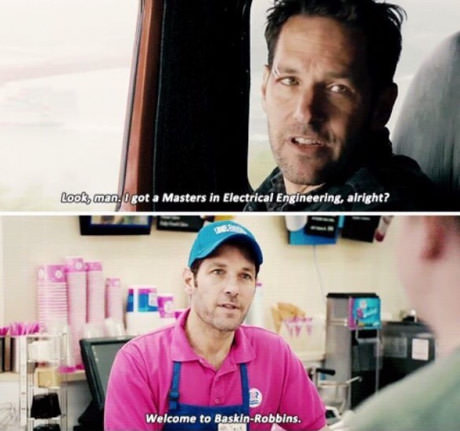 Look, man. I got a Masters in Electrical Engineering, alright?
Welcome to Baskin-Robbins.